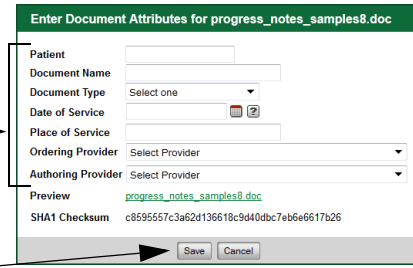 Enter Document Attributes for progress_notes_samples8.doc
Patient
Document Name
Document Type Select one
Date of Service ?
Place of Service
Ordering Provider Select Provider
Authoring Provider Select Provider
Preview progress_notes_samples8.doc
SHA1 Checksum c8595557c3a62d136618c9d40dbc7eb6e6617b26
Save Cancel